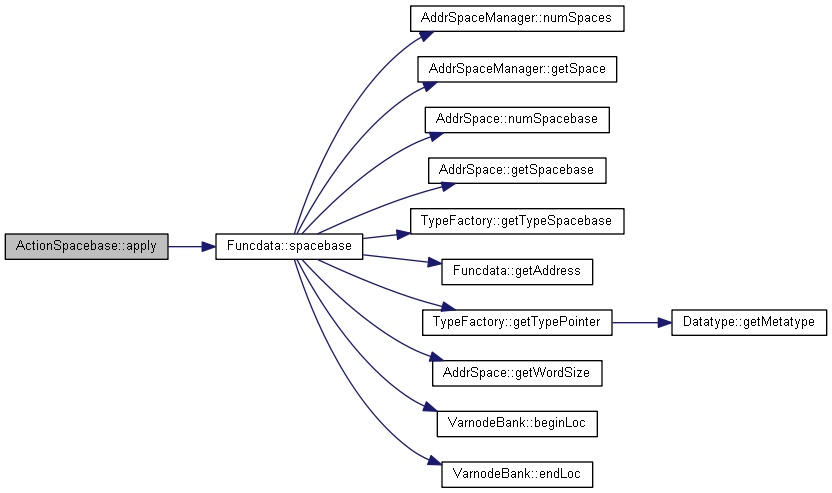 AddrSpaceManager::numSpaces
AddrSpaceManager::getSpace
AddrSpace::numSpacebase
AddrSpace::getSpacebase
TypeFactory::getTypeSpacebase
ActionSpacebase::apply
Funcdata::spacebase
Funcdata::getAddress
TypeFactory::getTypePointer
Datatype::getMetatype
AddrSpace::getWordSize
VarnodeBank::beginLoc
VarnodeBank::endLoc